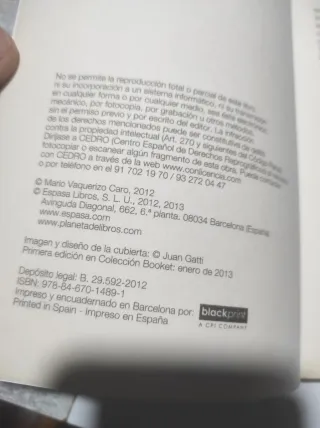 No se permite la reproducción total o parcial de este libro,
ni su incorporación a un sistema informático, ni su transmisión
en cualquier forma o por cualquier medio, sea éste electrónico,
mecánico, por fotocopia, por grabación u otros métodos,
sin el permiso previo y por escrito del editor. La infracción
de los derechos mencionados puede ser constitutiva de delito
contra la propiedad intelectual (Art. 270 y siguientes del Código Penal)
Diríjase a CEDRO (Centro Español de Derechos Reprográficos) si necesita
fotocopiar o escanear algún fragmento de esta obra. Puede contactar
con CEDRO a través de la web www.conlicencia.com
o por teléfono en el 91 702 19 70 / 93 272 04 47
© Mario Vaquerizo Caro, 2012
© Espasa Libros, S. L. U., 2012, 2013
Avinguda Diagonal, 662, 6.ª planta. 08034 Barcelona (España)
www.espasa.com
www.planetadelibros.com
Imagen y diseño de la cubierta: © Juan Gatti
Primera edición en Colección Booket: enero de 2013
Depósito legal: B. 29.592-2012
ISBN: 978-84-670-1489-1
Impreso y encuadernado en Barcelona por: blackprint
A CPI COMPANY
Printed in Spain - Impreso en España